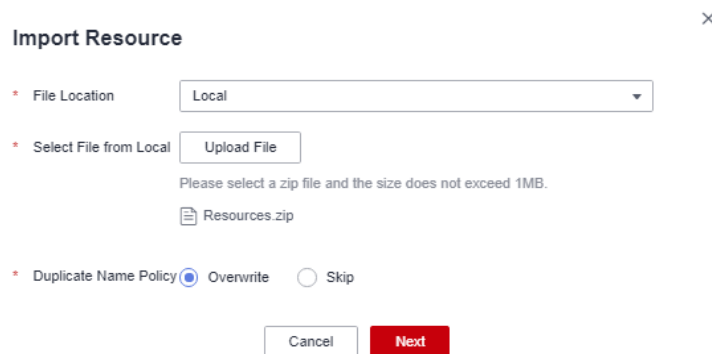 Import Resource
* File Location Local
* Select File from Local Upload File
Please select a zip file and the size does not exceed 1MB.
Resources.zip
* Duplicate Name Policy Overwrite Skip
Cancel Next